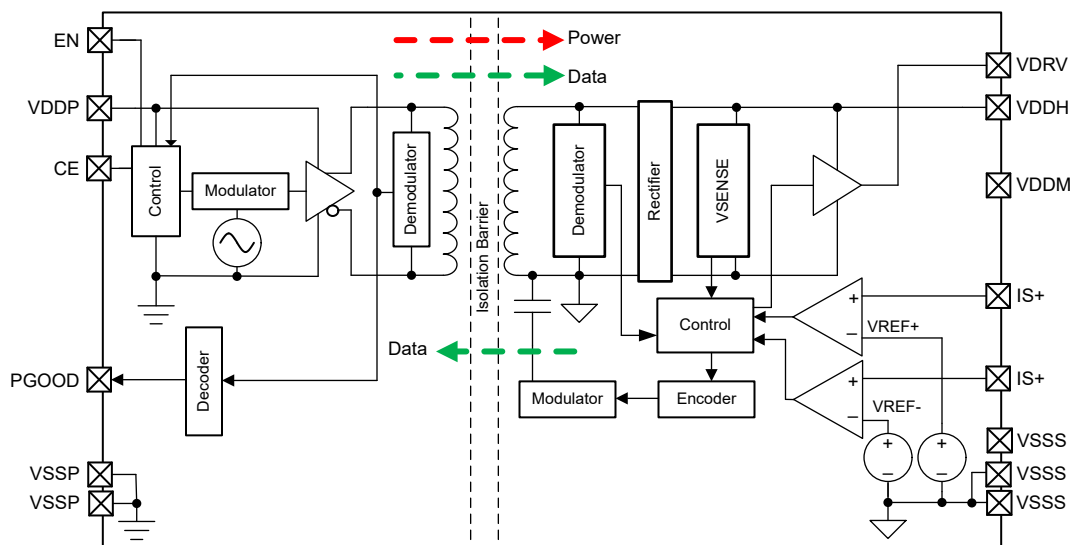 EN
VDDP
CE
PGOOD
VSSP
VSSP
Control
Modulator
Demodulator
Decoder
Isolation Barrier
Power
Data
Data
Demodulator
Rectifier
VSENSE
Control
Modulator
Encoder
+
−
VREF+
+
−
VREF-
+
−
+
−
VDRV
VDDH
VDDM
IS+
IS+
VSSS
VSSS
VSSS